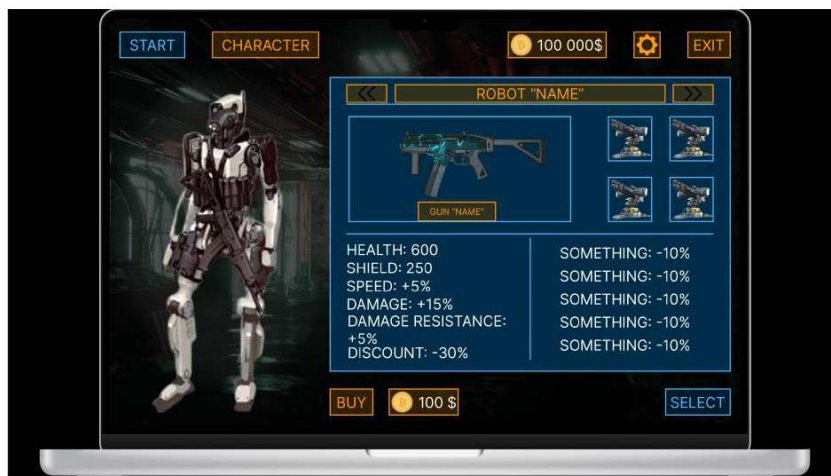 START
CHARACTER
100 000$
EXIT
<<
ROBOT "NAME"
>>
GUN "NAME"
HEALTH: 600
SHIELD: 250
SPEED: +5%
DAMAGE: +15%
DAMAGE RESISTANCE:
+5%
DISCOUNT: -30%
SOMETHING: -10%
SOMETHING: -10%
SOMETHING: -10%
SOMETHING: -10%
SOMETHING: -10%
BUY
100 $
SELECT